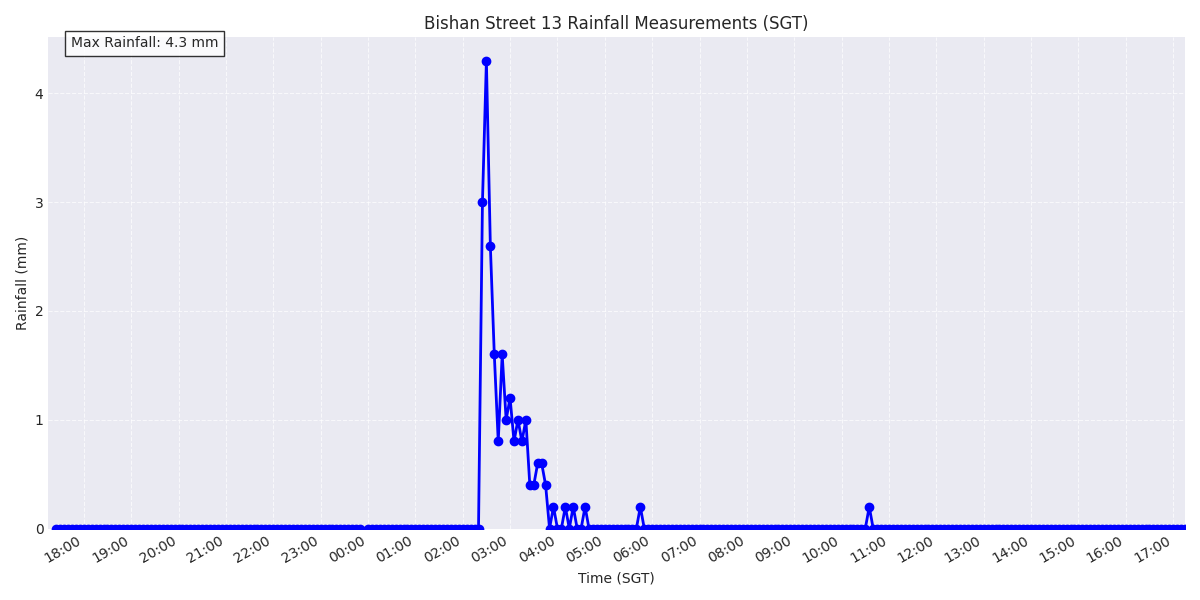 Bishan Street 13 Rainfall Measurements (SGT)
Max Rainfall: 4.3 mm
4
3
2
1
0
Rainfall (mm)
18:00 19:00 20:00 21:00 22:00 23:00 00:00 01:00 02:00 03:00 04:00 05:00 06:00 07:00 08:00 09:00 10:00 11:00 12:00 13:00 14:00 15:00 16:00 17:00
Time (SGT)